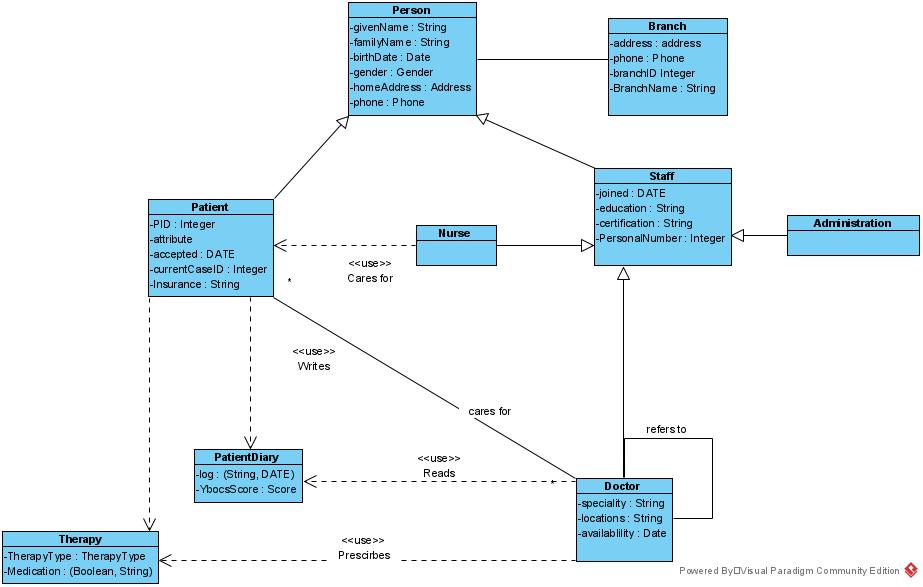 Person
-givenName : String
-familyName : String
-birthDate : Date
-gender : Gender
-homeAddress : Address
-phone : Phone
Branch
-address : address
-phone : Phone
-branchID Integer
-BranchName : String
Staff
-joined : DATE
-education : String
-certification : String
-PersonalNumber : Integer
Patient
-PID : Integer
-attribute
-accepted : DATE
-currentCaseID : Integer
-Insurance : String
Nurse
Administration
<<use>>
Cares for
*
<<use>>
Writes
cares for
refers to
PatientDiary
-log : (String, DATE)
-YbocsScore : Score
<<use>>
Reads
*
Doctor
-speciality : String
-locations : String
-availability : Date
Therapy
-TherapyType : TherapyType
-Medication : (Boolean, String)
<<use>>
Prescirbes
Powered By Visual Paradigm Community Edition